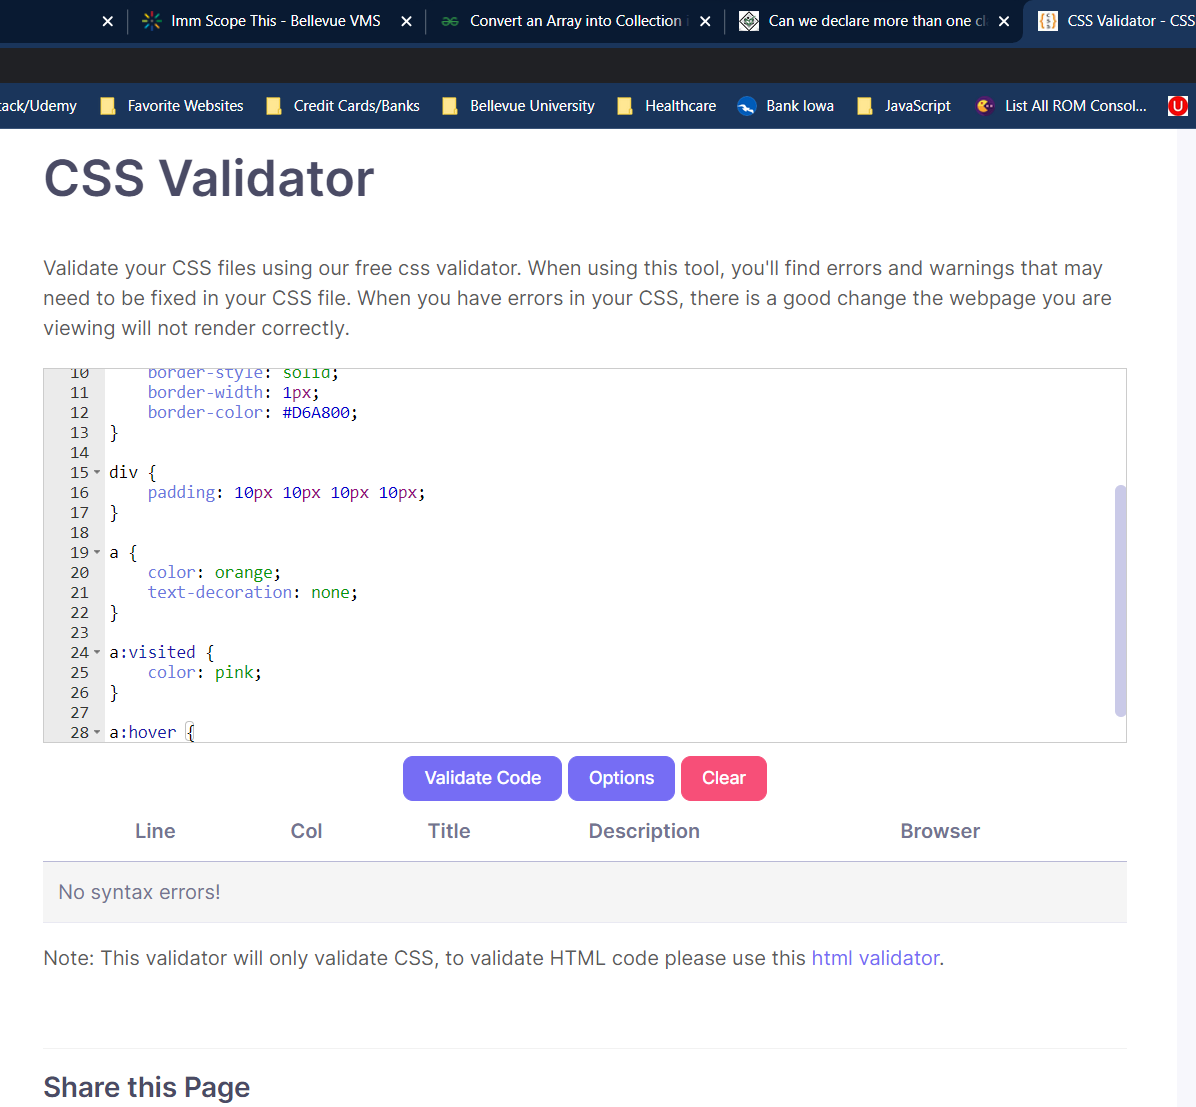 Imm Scope This - Bellevue VMS
Convert an Array into Collection
Can we declare more than one cl
CSS Validator - CSS
tack/Udemy
Favorite Websites
Credit Cards/Banks
Bellevue University
Healthcare
Bank Iowa
JavaScript
List All ROM Consol...
U
CSS Validator
Validate your CSS files using our free css validator. When using this tool, you'll find errors and warnings that may
need to be fixed in your CSS file. When you have errors in your CSS, there is a good change the webpage you are
viewing will not render correctly.
10 border-style: solid;
11 border-width: 1px;
12 border-color: #D6A800;
13 }
14
15 div {
16 padding: 10px 10px 10px 10px;
17 }
18
19 a {
20 color: orange;
21 text-decoration: none;
22 }
23
24 a:visited {
25 color: pink;
26 }
27
28 a:hover {
Validate Code Options Clear
Line Col Title Description Browser
No syntax errors!
Note: This validator will only validate CSS, to validate HTML code please use this html validator.
Share this Page